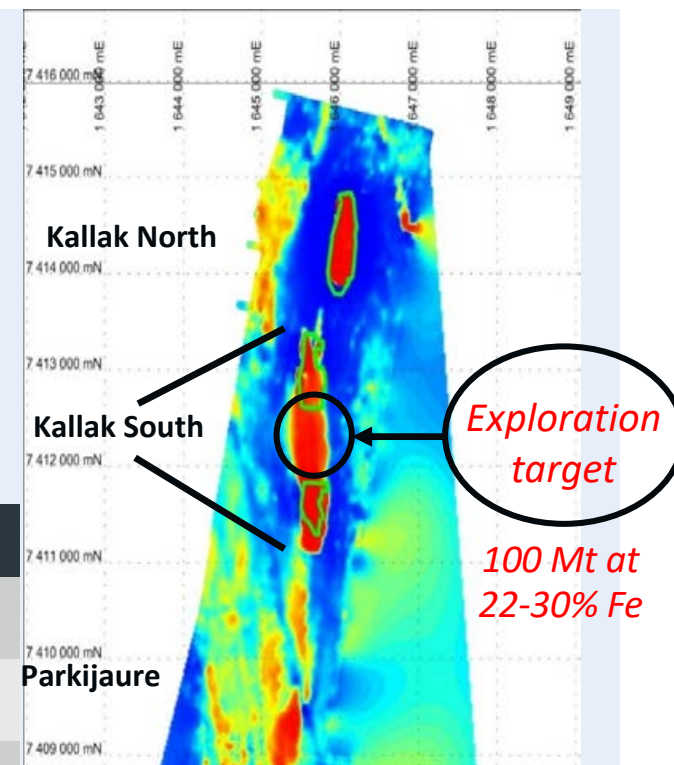 1 643 000 mE
1 644 000 mE
1 645 000 mE
1 646 000 mE
1 647 000 mE
1 648 000 mE
1 649 000 mE
7 416 000 mN
7 415 000 mN
Kallak North
7 414 000 mN
7 413 000 mN
Kallak South
Exploration
target
7 412 000 mN
7 411 000 mN
100 Mt at
22-30% Fe
7 410 000 mN
Parkijaure
7 409 000 mN